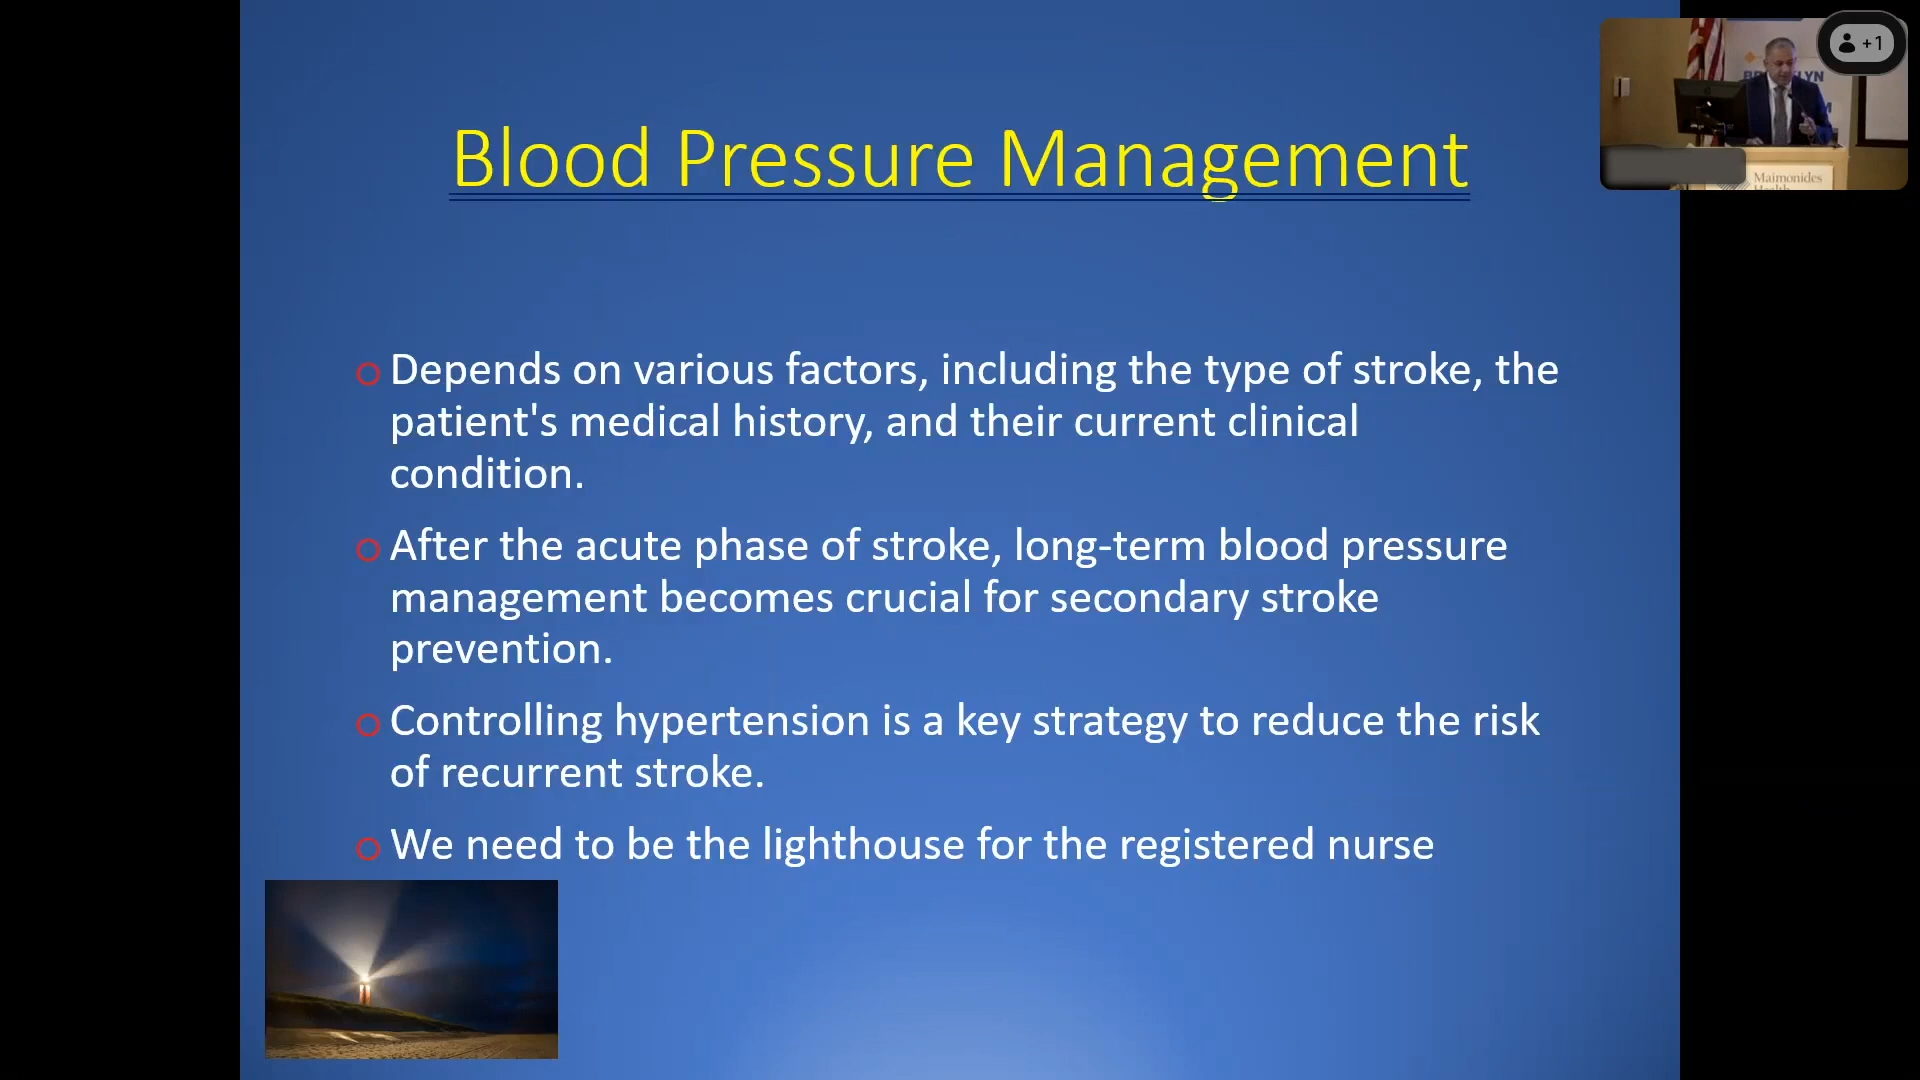 Blood Pressure Management
Depends on various factors, including the type of stroke, the
patient's medical history, and their current clinical
condition.
After the acute phase of stroke, long-term blood pressure
management becomes crucial for secondary stroke
prevention.
Controlling hypertension is a key strategy to reduce the risk
of recurrent stroke.
We need to be the lighthouse for the registered nurse
+1
Maimonides
Health